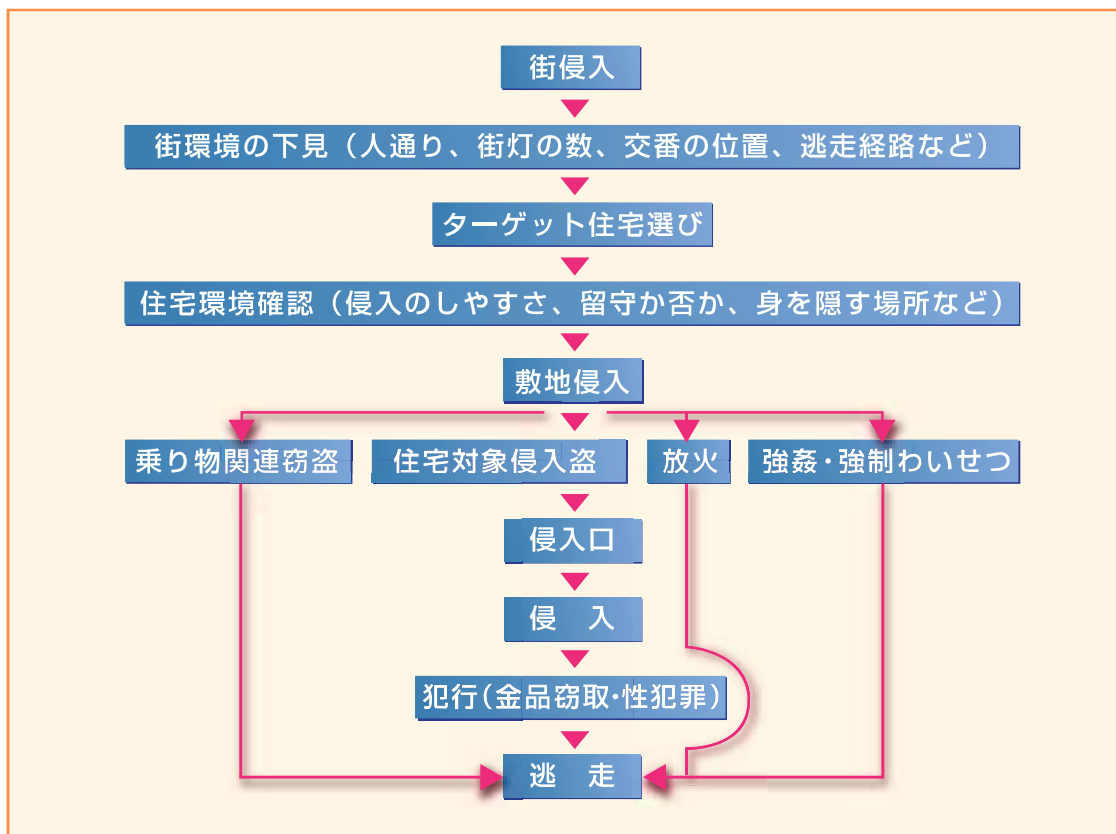 街侵入
街環境の下見（人通り、街灯の数、交番の位置、逃走経路など）
ターゲット住宅選び
住宅環境確認（侵入のしやすさ、留守か否か、身を隠す場所など）
敷地侵入
乗り物関連窃盗
住宅対象侵入盗
放火
強姦・強制わいせつ
侵入口
侵　入
犯行（金品窃取・性犯罪）
逃　走